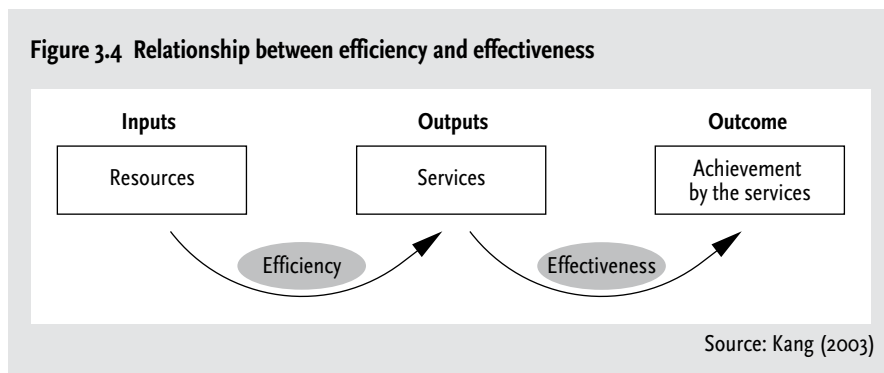 Figure 3.4 Relationship between efficiency and effectiveness
Inputs
Outputs
Outcome
Resources
Services
Achievement
by the services
Efficiency
Effectiveness
Source: Kang (2003)